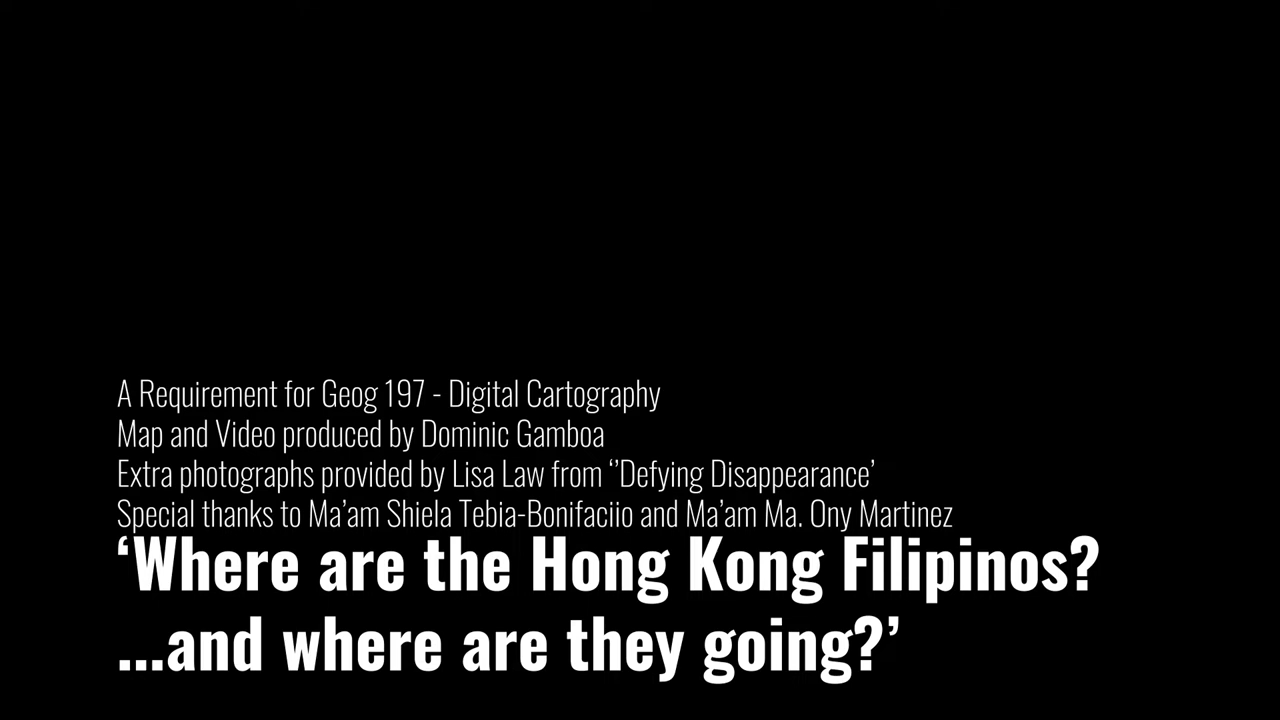 A Requirement for Geog 197 - Digital Cartography
Map and Video produced by Dominic Gamboa
Extra photographs provided by Lisa Law from ‘’Defying Disappearance’
Special thanks to Ma’am Shiela Tebia-Bonifaciio and Ma’am Ma. Ony Martinez
‘Where are the Hong Kong Filipinos?
...and where are they going?’